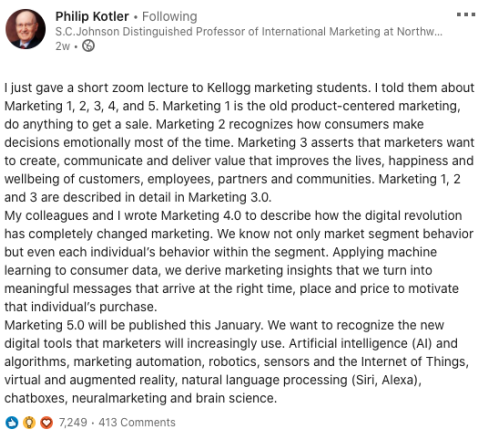 Philip Kotler • Following
S.C.Johnson Distinguished Professor of International Marketing at Northw...
2w •
I just gave a short zoom lecture to Kellogg marketing students. I told them about
Marketing 1, 2, 3, 4, and 5. Marketing 1 is the old product-centered marketing,
do anything to get a sale. Marketing 2 recognizes how consumers make
decisions emotionally most of the time. Marketing 3 asserts that marketers want
to create, communicate and deliver value that improves the lives, happiness and
wellbeing of customers, employees, partners and communities. Marketing 1, 2
and 3 are described in detail in Marketing 3.0.
My colleagues and I wrote Marketing 4.0 to describe how the digital revolution
has completely changed marketing. We know not only market segment behavior
but even each individual's behavior within the segment. Applying machine
learning to consumer data, we derive marketing insights that we turn into
meaningful messages that arrive at the right time, place and price to motivate
that individual's purchase.
Marketing 5.0 will be published this January. We want to recognize the new
digital tools that marketers will increasingly use. Artificial intelligence (AI) and
algorithms, marketing automation, robotics, sensors and the Internet of Things,
virtual and augmented reality, natural language processing (Siri, Alexa),
chatboxes, neuralmarketing and brain science.
7,249 · 413 Comments